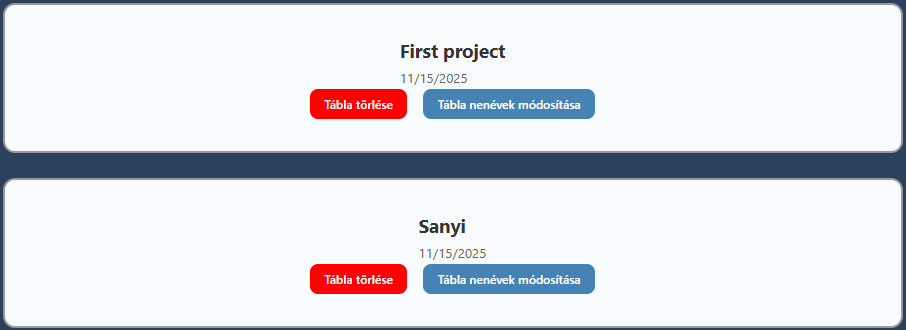 First project
11/15/2025
Tábla törlése Tábla nenévek módosítása
Sanyi
11/15/2025
Tábla törlése Tábla nenévek módosítása